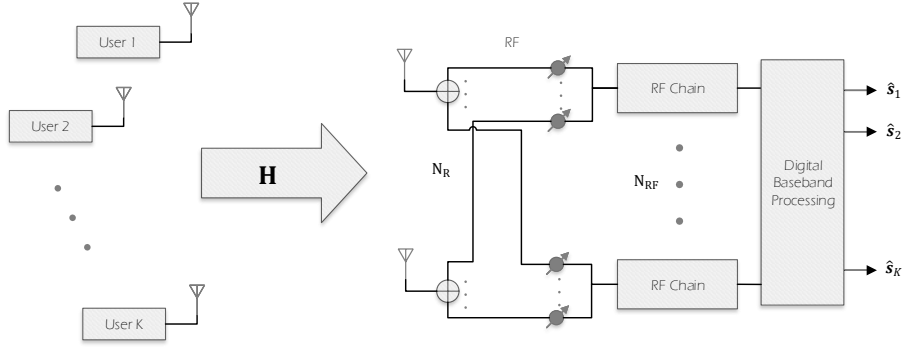 User 1
User 2
User K
H
RF
N_R
RF Chain
N_RF
RF Chain
Digital
Baseband
Processing
ŝ_1
ŝ_2
ŝ_K